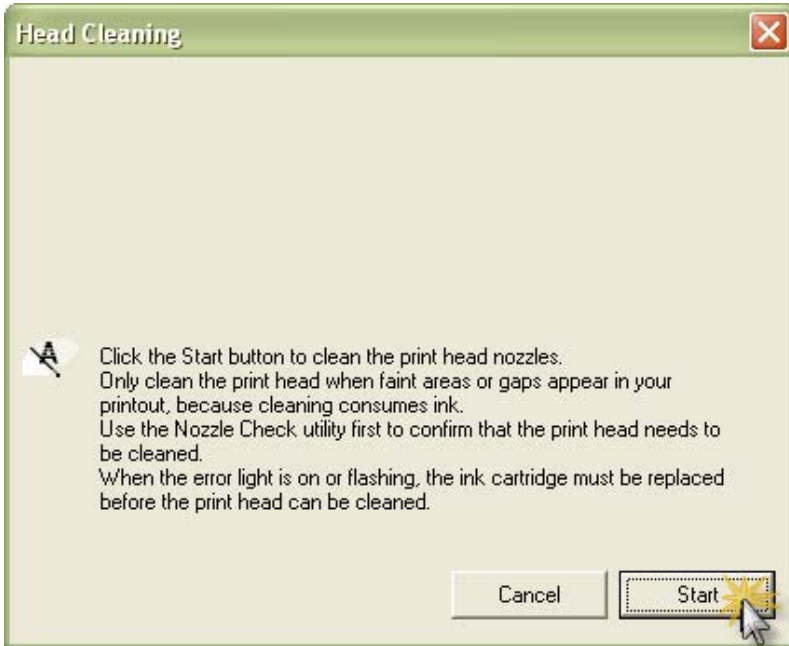 Head Cleaning
Click the Start button to clean the print head nozzles.
Only clean the print head when faint areas or gaps appear in your
printout, because cleaning consumes ink.
Use the Nozzle Check utility first to confirm that the print head needs to
be cleaned.
When the error light is on or flashing, the ink cartridge must be replaced
before the print head can be cleaned.
Cancel Start